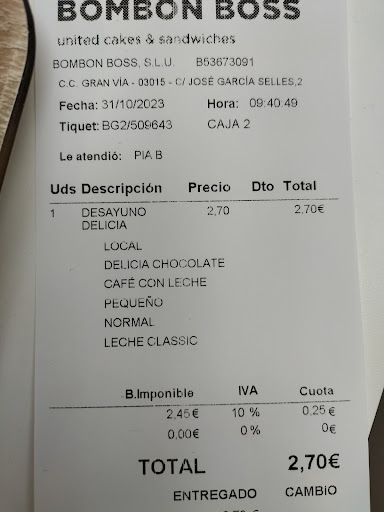 BOMBON BOSS
united cakes & sandwiches
BOMBON BOSS, S.L.U. B53673091
C.C. GRAN VÍA - 03015 - C/ JOSÉ GARCÍA SELLES,2
Fecha: 31/10/2023 Hora: 09:40:49
Tiquet: BG2/509643 CAJA 2
Le atendió: PIA B
Uds Descripción Precio Dto Total
1 DESAYUNO DELICIA 2,70 2,70€
LOCAL
DELICIA CHOCOLATE
CAFÉ CON LECHE
PEQUEÑO
NORMAL
LECHE CLASSIC
B.Imponible IVA Cuota
2,45€ 10 % 0,25€
0,00€ 0 % 0€
TOTAL 2,70€
ENTREGADO CAMBIO